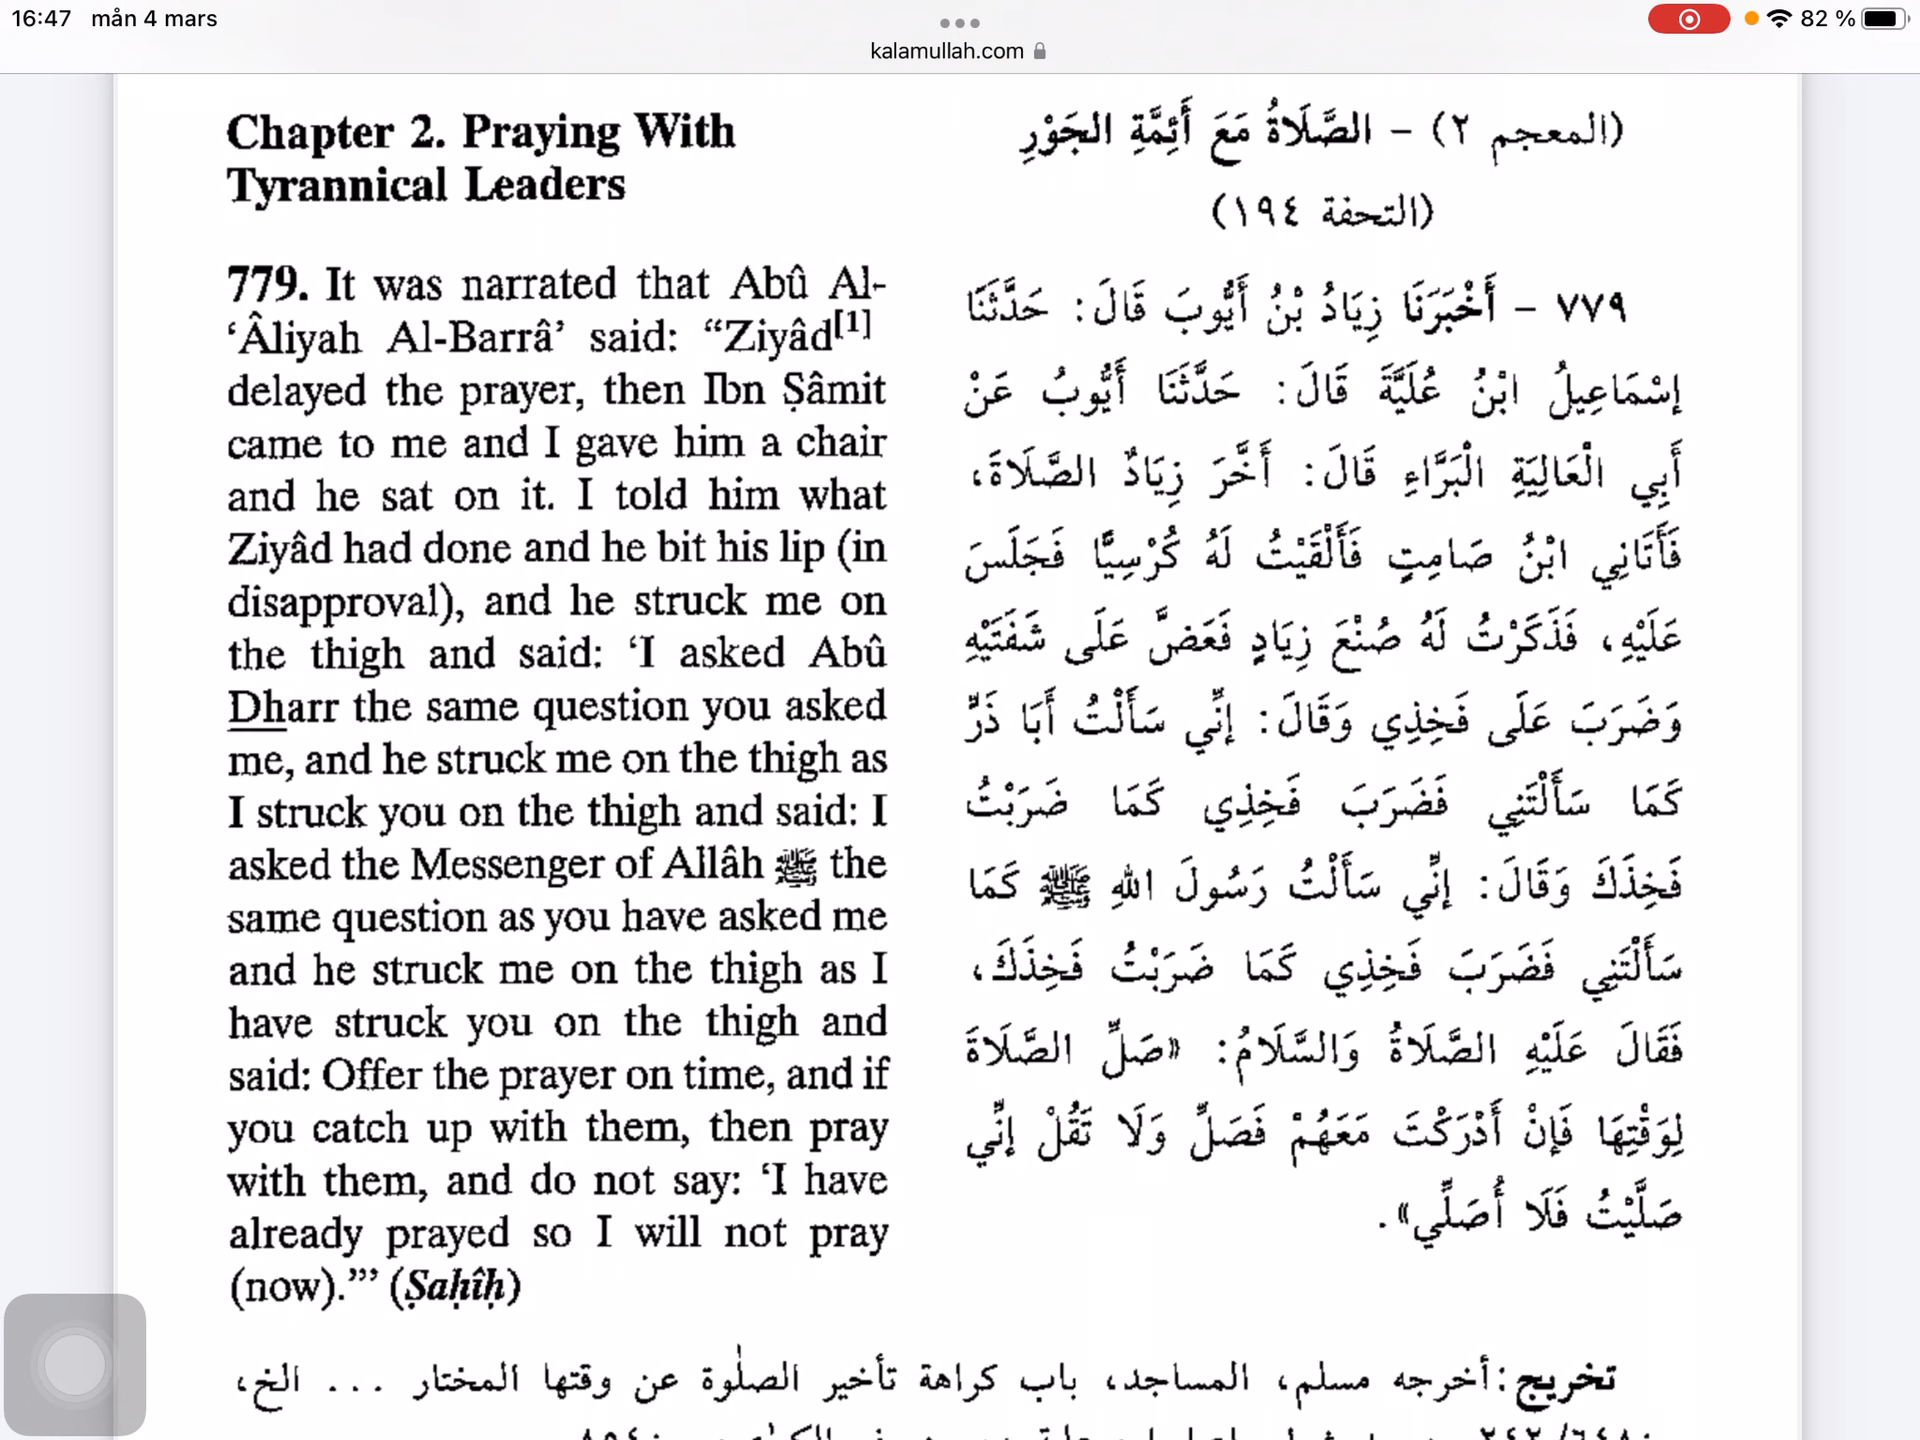 16:47 mån 4 mars
82 %
kalamullah.com
Chapter 2. Praying With
Tyrannical Leaders
779. It was narrated that Abû Al-
‘Âliyah Al-Barrâ’ said: “Ziyâd[1]
delayed the prayer, then Ibn Ṣâmit
came to me and I gave him a chair
and he sat on it. I told him what
Ziyâd had done and he bit his lip (in
disapproval), and he struck me on
the thigh and said: ‘I asked Abû
Dharr the same question you asked
me, and he struck me on the thigh as
I struck you on the thigh and said: I
asked the Messenger of Allâh ﷺ the
same question as you have asked me
and he struck me on the thigh as I
have struck you on the thigh and
said: Offer the prayer on time, and if
you catch up with them, then pray
with them, and do not say: ‘I have
already prayed so I will not pray
(now).”’ (Ṣaḥîḥ)
(المعجم ٢) - الصَّلَاةُ مَعَ أَئِمَّةِ الجَوْرِ
(التحفة ١٩٤)
٧٧٩ - أَخْبَرَنَا زِيَادُ بْنُ أَيُّوبَ قَالَ: حَدَّثَنَا
إِسْمَاعِيلُ ابْنُ عُلَيَّةَ قَالَ: حَدَّثَنَا أَيُّوبُ عَنْ
أَبِي الْعَالِيَةِ الْبَرَّاءِ قَالَ: أَخَّرَ زِيَادٌ الصَّلَاةَ،
فَأَتَانِي ابْنُ صَامِتٍ فَأَلْقَيْتُ لَهُ كُرْسِيًّا فَجَلَسَ
عَلَيْهِ، فَذَكَرْتُ لَهُ صُنْعَ زِيَادٍ فَعَضَّ عَلَى شَفَتَيْهِ
وَضَرَبَ عَلَى فَخِذِي وَقَالَ: إِنِّي سَأَلْتُ أَبَا ذَرٍّ
كَمَا سَأَلْتَنِي فَضَرَبَ فَخِذِي كَمَا ضَرَبْتُ
فَخِذَكَ وَقَالَ: إِنِّي سَأَلْتُ رَسُولَ اللهِ ﷺ كَمَا
سَأَلْتَنِي فَضَرَبَ فَخِذِي كَمَا ضَرَبْتُ فَخِذَكَ،
فَقَالَ عَلَيْهِ الصَّلَاةُ وَالسَّلَامُ: «صَلِّ الصَّلَاةَ
لِوَقْتِهَا فَإِنْ أَدْرَكْتَ مَعَهُمْ فَصَلِّ وَلَا تَقُلْ إِنِّي
صَلَّيْتُ فَلَا أُصَلِّي».
تخريج: أخرجه مسلم، المساجد، باب كراهة تأخير الصلوة عن وقتها المختار ... الخ،